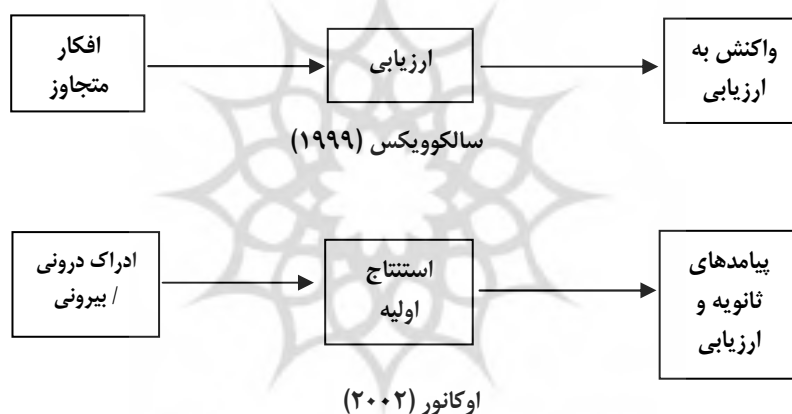 افکار
متجاوز
ارزیابی
واکنش به
ارزیابی
سالکوویکس (۱۹۹۹)
ادراک درونی
/ بیرونی
استنتاج
اولیه
پیامدهای
ثانویه و
ارزیابی
اوکانور (۲۰۰۲)